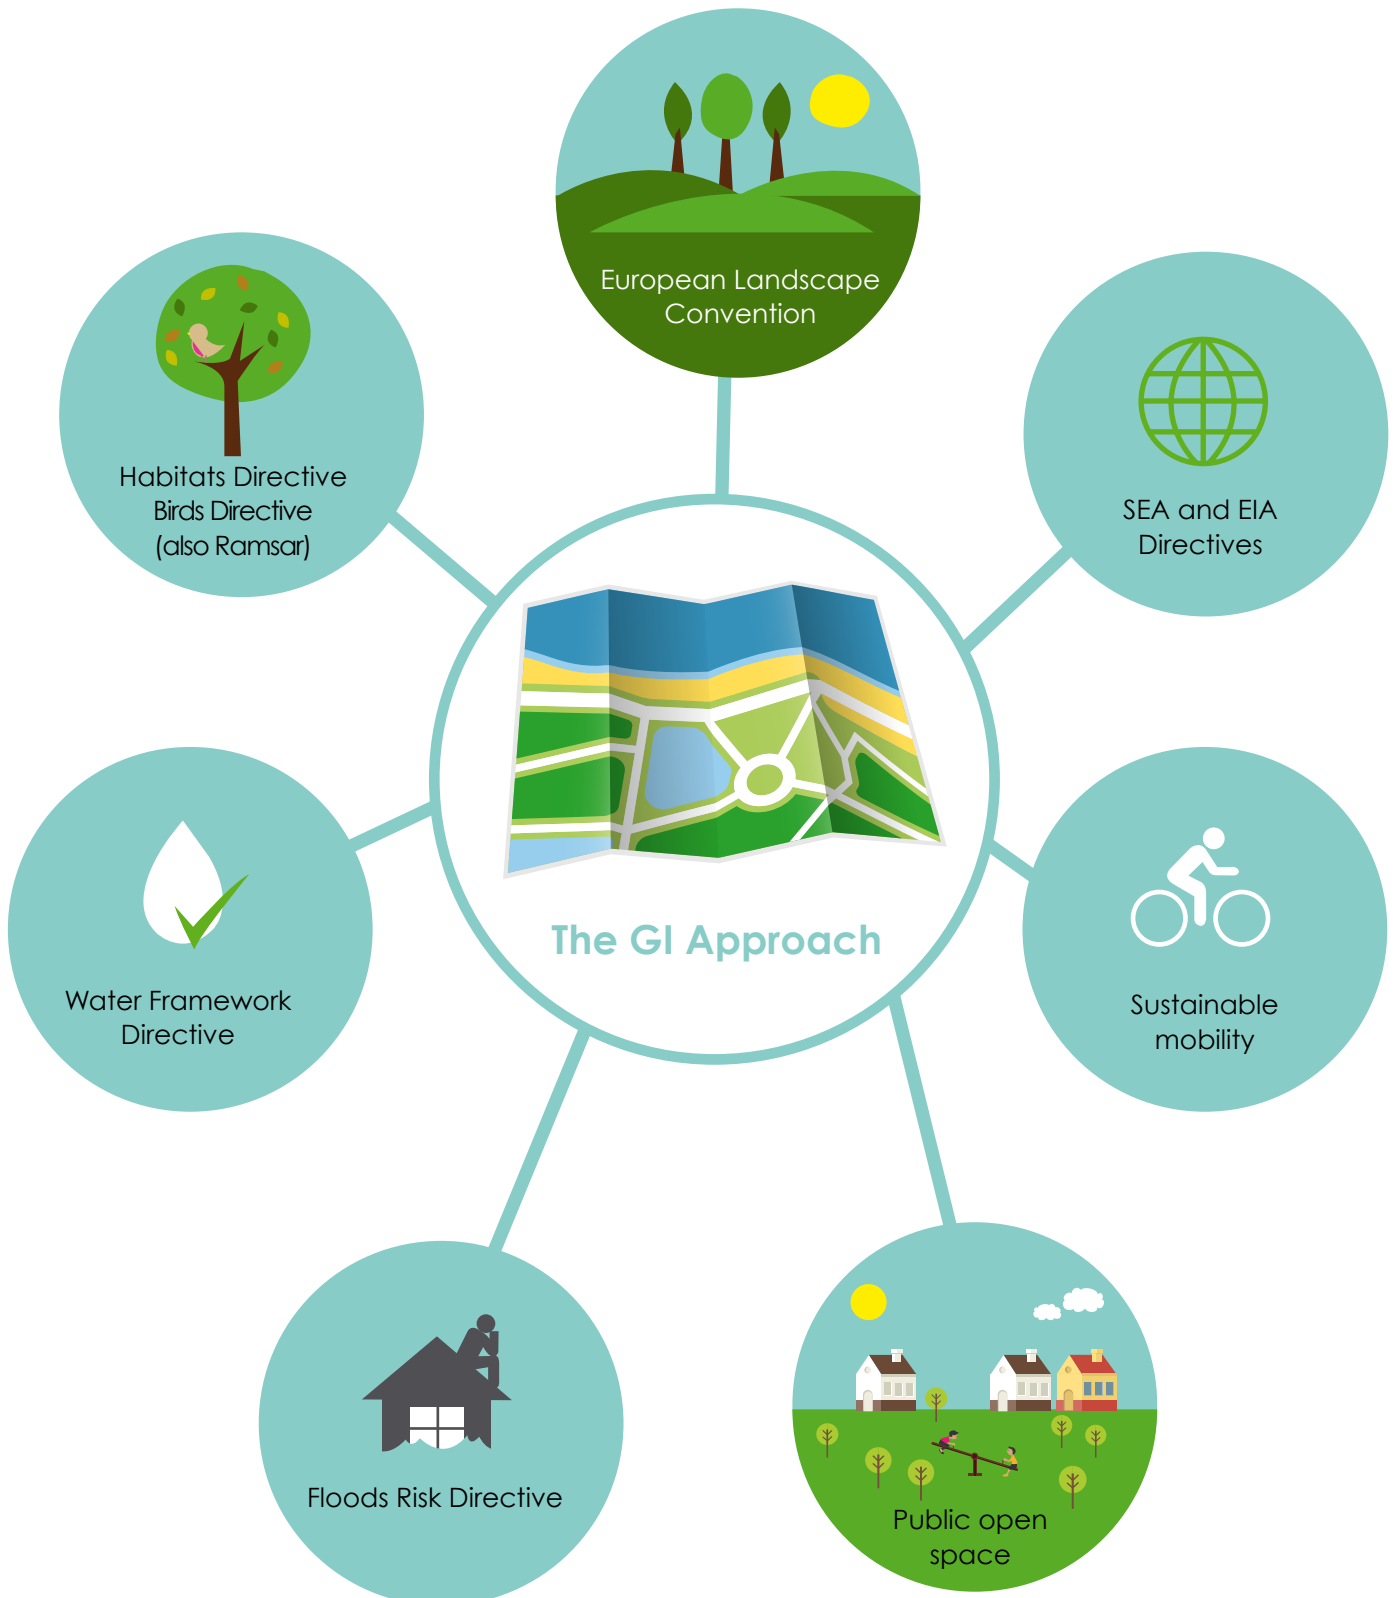 European Landscape
Convention
Habitats Directive
Birds Directive
(also Ramsar)
SEA and EIA
Directives
The GI Approach
Water Framework
Directive
Sustainable
mobility
Floods Risk Directive
Public open
space